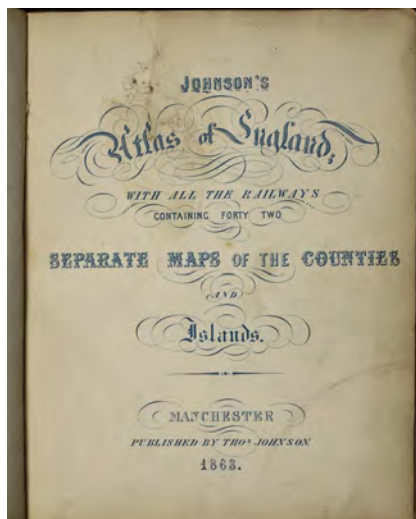 JOHNSON'S
Atlas of England;
WITH ALL THE RAILWAYS
CONTAINING FORTY TWO
SEPARATE MAPS OF THE COUNTIES
AND
Islands.
MANCHESTER
PUBLISHED BY THOS JOHNSON
1863.